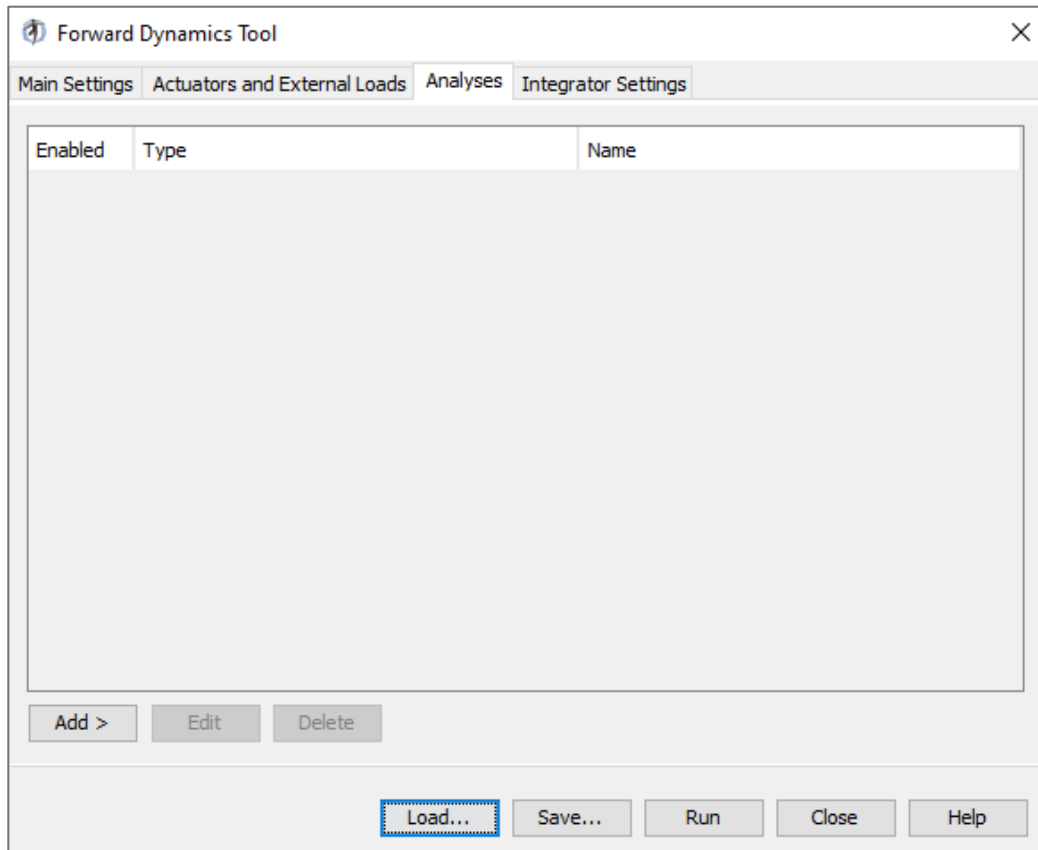 Forward Dynamics Tool
Main Settings Actuators and External Loads Analyses Integrator Settings
Enabled Type Name
Add > Edit Delete
Load... Save... Run Close Help